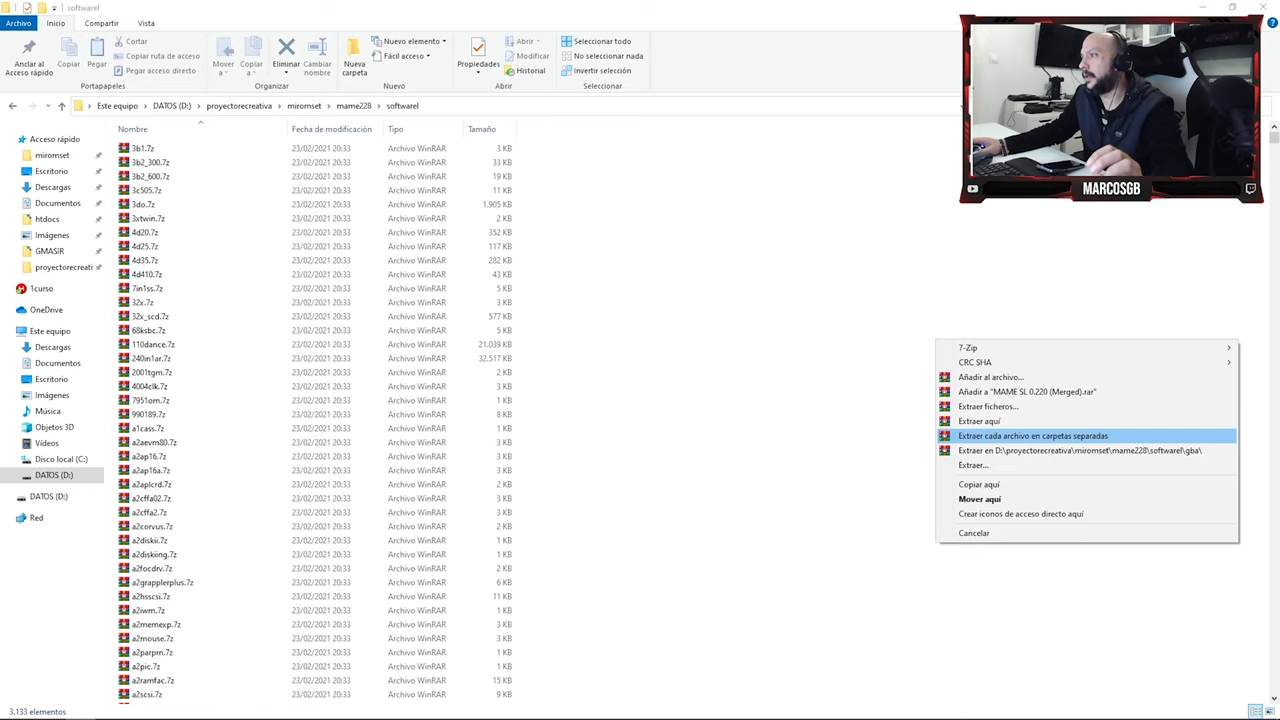 softwarel
Archivo
Inicio
Compartir
Vista
Anclar al
Acceso rápido
Copiar
Pegar
Cortar
Copiar ruta de acceso
Pegar acceso directo
Portapapeles
Mover
a
Copiar
a
Eliminar
Cambiar
nombre
Organizar
Nueva
carpeta
Nuevo elemento
Fácil acceso
Nuevo
Propiedades
Abrir
Modificar
Historial
Abrir
Seleccionar todo
No seleccionar nada
Invertir selección
Seleccionar
Este equipo > DATOS (D:) > proyectorecreativa > miromset > mame228 > softwarel
Acceso rápido
miromset
Escritorio
Descargas
Documentos
htdocs
Imágenes
GMASIR
proyectorecreati
1curso
OneDrive
Este equipo
Descargas
Documentos
Escritorio
Imágenes
Música
Objetos 3D
Vídeos
Disco local (C:)
DATOS (D:)
DATOS (D:)
Red
Nombre Fecha de modificación Tipo Tamaño
3b1.7z 23/02/2021 20:33 Archivo WinRAR 3 KB
3b2_300.7z 23/02/2021 20:33 Archivo WinRAR 33 KB
3b2_600.7z 23/02/2021 20:33 Archivo WinRAR 19 KB
3c505.7z 23/02/2021 20:33 Archivo WinRAR 11 KB
3do.7z 23/02/2021 20:33 Archivo WinRAR 1.905 KB
3xtwin.7z 23/02/2021 20:33 Archivo WinRAR 2 KB
4d20.7z 23/02/2021 20:33 Archivo WinRAR 352 KB
4d25.7z 23/02/2021 20:33 Archivo WinRAR 117 KB
4d35.7z 23/02/2021 20:33 Archivo WinRAR 282 KB
4d410.7z 23/02/2021 20:33 Archivo WinRAR 43 KB
7in1ss.7z 23/02/2021 20:33 Archivo WinRAR 5 KB
32x.7z 23/02/2021 20:33 Archivo WinRAR 3 KB
32x_scd.7z 23/02/2021 20:33 Archivo WinRAR 577 KB
68ksbc.7z 23/02/2021 20:33 Archivo WinRAR 5 KB
110dance.7z 23/02/2021 20:33 Archivo WinRAR 21.039 KB
240in1ar.7z 23/02/2021 20:33 Archivo WinRAR 32.517 KB
2001tgm.7z 23/02/2021 20:33 Archivo WinRAR 2 KB
4004clk.7z 23/02/2021 20:33 Archivo WinRAR 3 KB
7951om.7z 23/02/2021 20:33 Archivo WinRAR 1 KB
990189.7z 23/02/2021 20:33 Archivo WinRAR 8 KB
a1cass.7z 23/02/2021 20:33 Archivo WinRAR 1 KB
a2aevm80.7z 23/02/2021 20:33 Archivo WinRAR 3 KB
a2ap16.7z 23/02/2021 20:33 Archivo WinRAR 3 KB
a2ap16a.7z 23/02/2021 20:33 Archivo WinRAR 3 KB
a2aplcrd.7z 23/02/2021 20:33 Archivo WinRAR 2 KB
a2cffa02.7z 23/02/2021 20:33 Archivo WinRAR 3 KB
a2cffa2.7z 23/02/2021 20:33 Archivo WinRAR 3 KB
a2corvus.7z 23/02/2021 20:33 Archivo WinRAR 2 KB
a2diskii.7z 23/02/2021 20:33 Archivo WinRAR 1 KB
a2diskiing.7z 23/02/2021 20:33 Archivo WinRAR 1 KB
a2focdrv.7z 23/02/2021 20:33 Archivo WinRAR 2 KB
a2grapplerplus.7z 23/02/2021 20:33 Archivo WinRAR 6 KB
a2hsscsi.7z 23/02/2021 20:33 Archivo WinRAR 11 KB
a2iwm.7z 23/02/2021 20:33 Archivo WinRAR 1 KB
a2memexp.7z 23/02/2021 20:33 Archivo WinRAR 3 KB
a2mouse.7z 23/02/2021 20:33 Archivo WinRAR 3 KB
a2parprn.7z 23/02/2021 20:33 Archivo WinRAR 1 KB
a2pic.7z 23/02/2021 20:33 Archivo WinRAR 1 KB
a2ramfac.7z 23/02/2021 20:33 Archivo WinRAR 15 KB
a2scsi.7z 23/02/2021 20:33 Archivo WinRAR 9 KB
MARCOSGB
7-Zip
CRC SHA
Añadir al archivo...
Añadir a "MAME SL 0.220 (Merged).rar"
Extraer ficheros...
Extraer aquí
Extraer cada archivo en carpetas separadas
Extraer en D:\proyectorecreativa\miromset\mame228\softwarel\gba\
Extraer...
Copiar aquí
Mover aquí
Crear iconos de acceso directo aquí
Cancelar
3.133 elementos